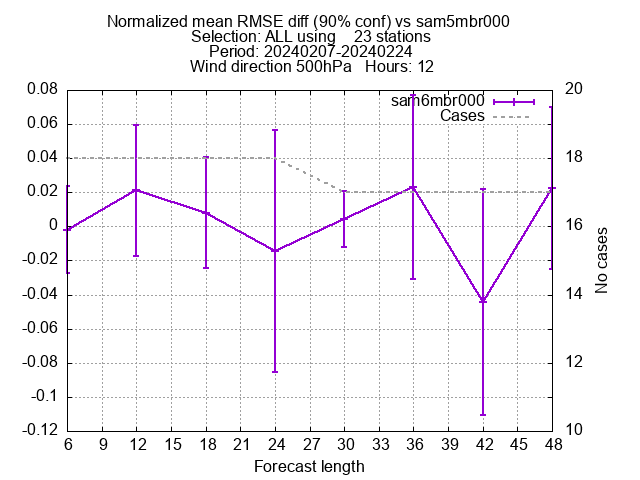 Normalized mean RMSE diff (90% conf) vs sam5mbr000
Selection: ALL using    23 stations
Period: 20240207-20240224
Wind direction 500hPa   Hours: 12
sam6mbr000
Cases
0.08
0.06
0.04
0.02
0
-0.02
-0.04
-0.06
-0.08
-0.1
-0.12
20
18
16
14
12
10
No cases
6 9 12 15 18 21 24 27 30 33 36 39 42 45 48
Forecast length